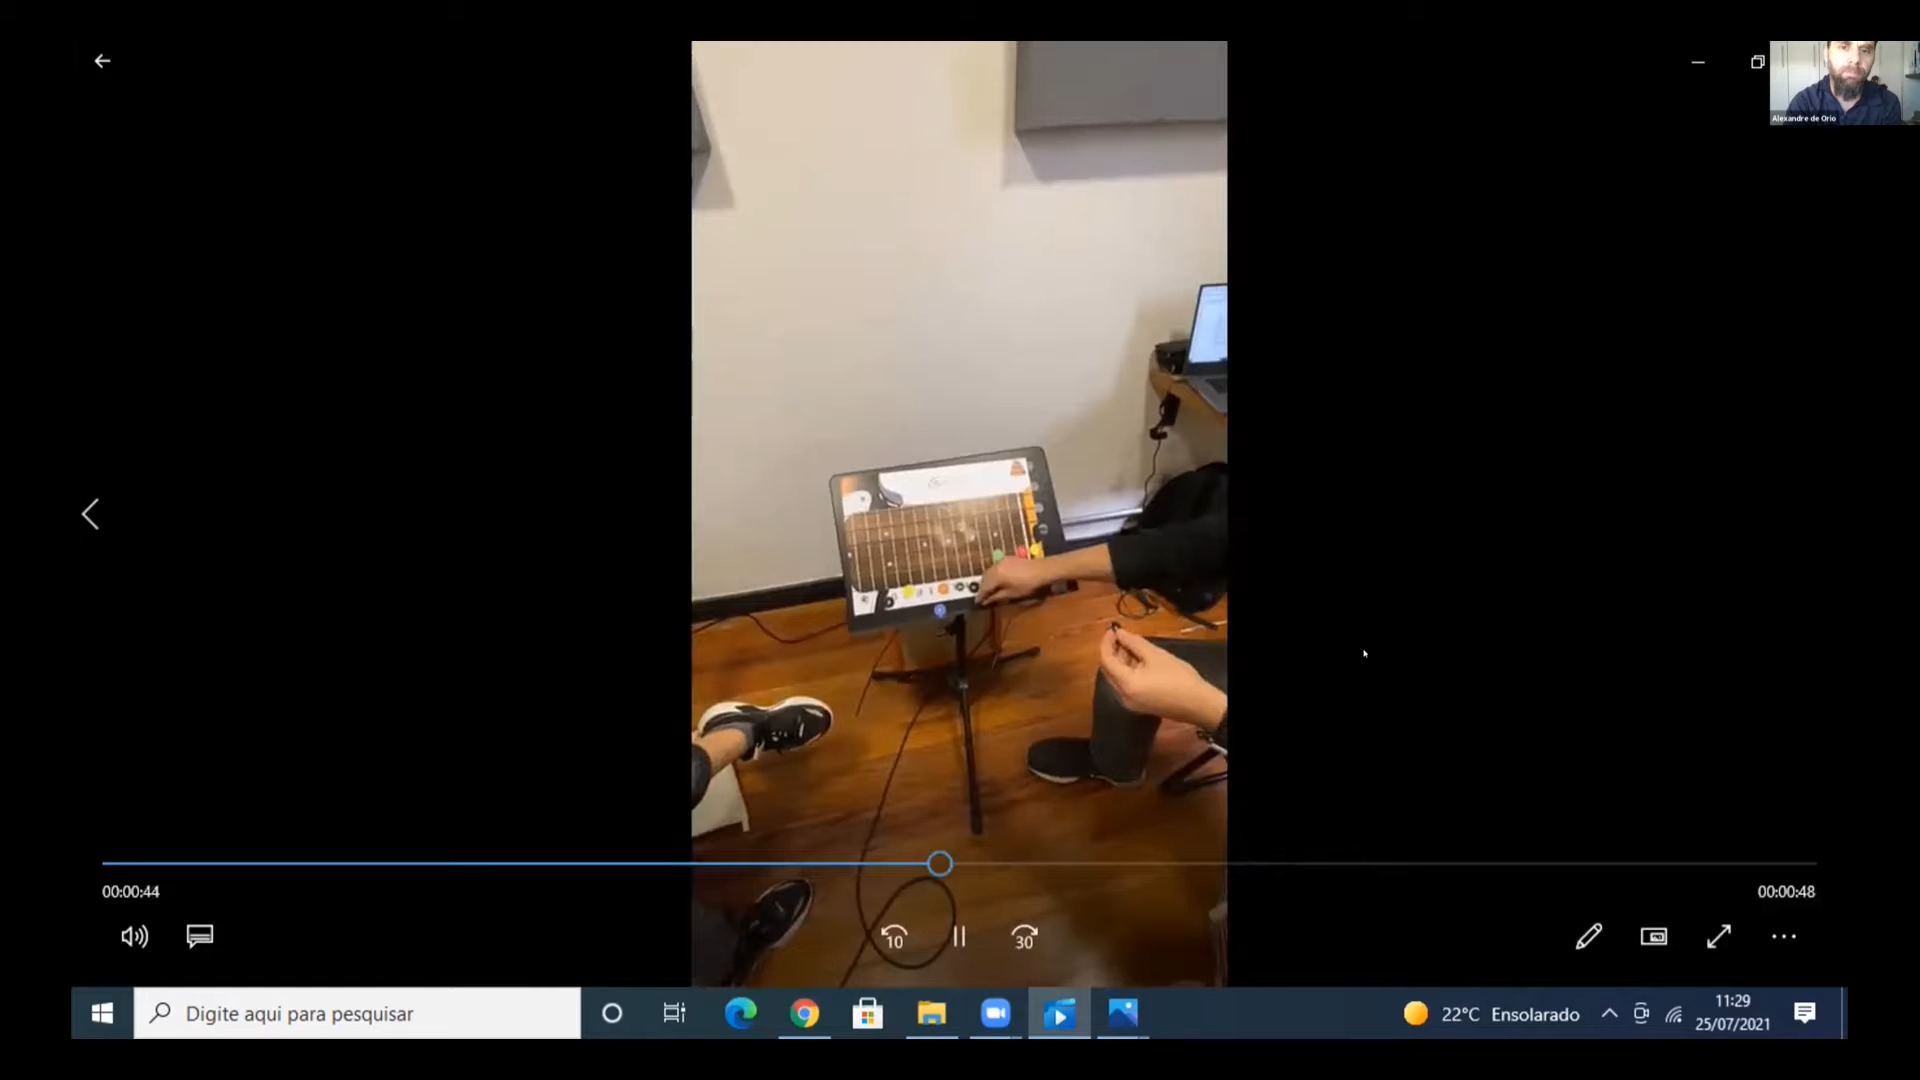 Alexandre de Orio
00:00:44
00:00:48
10
30
Digite aqui para pesquisar
22°C Ensolarado
11:29
25/07/2021